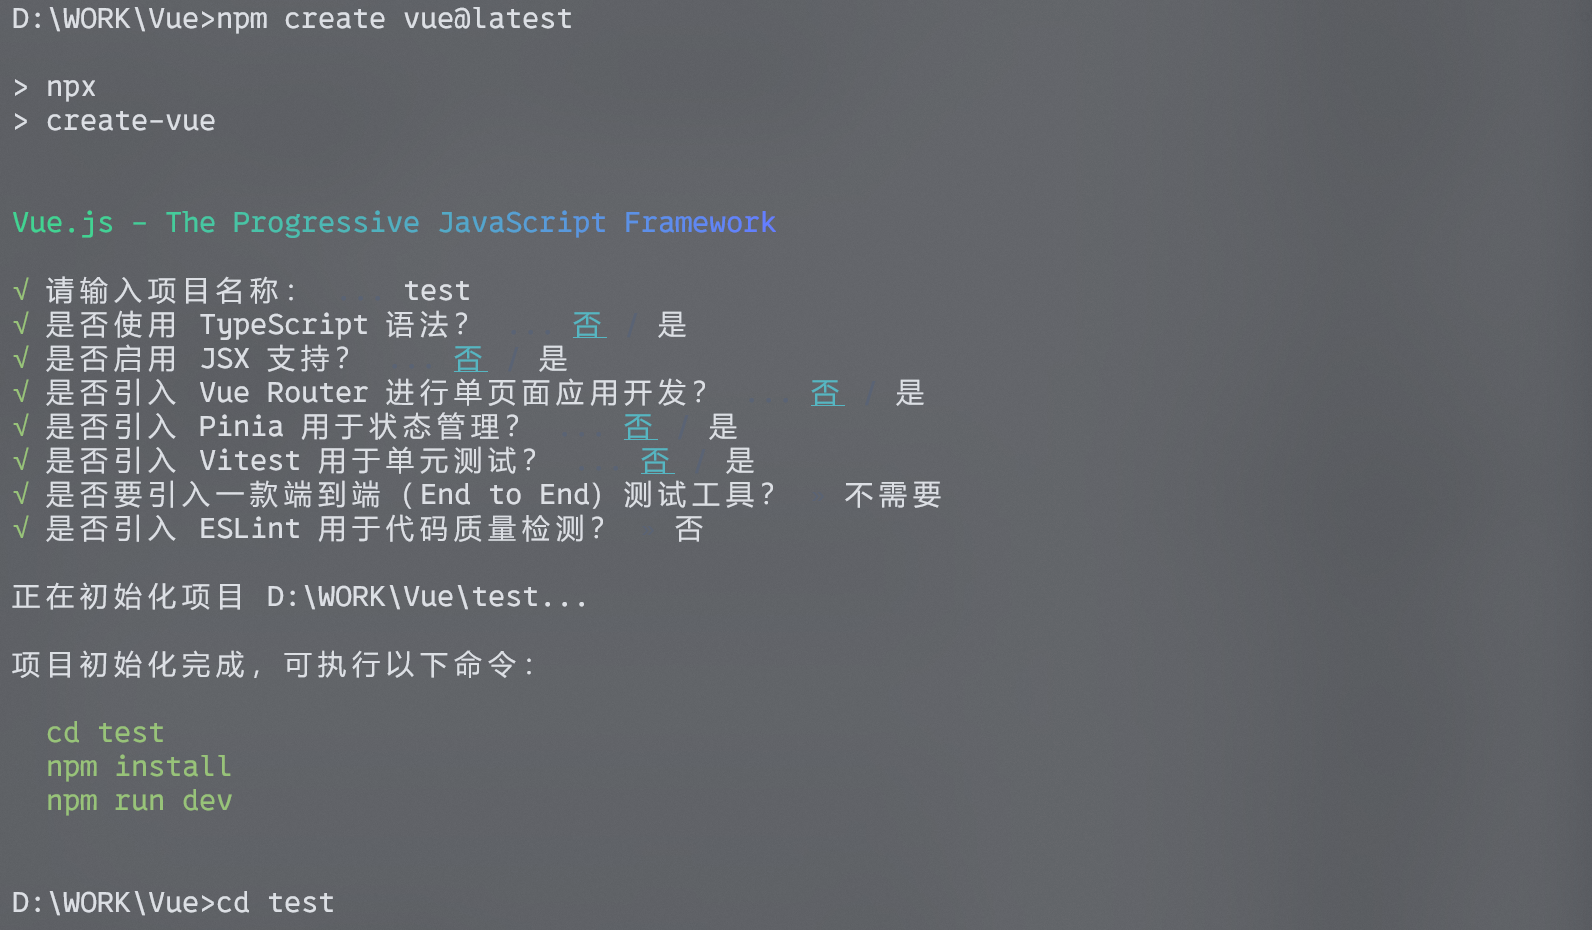 D:\WORK\Vue>npm create vue@latest
> npx
> create-vue
Vue.js - The Progressive JavaScript Framework
√ 请输入项目名称： test
√ 是否使用 TypeScript 语法？ ... 否 / 是
√ 是否启用 JSX 支持？ ... 否 / 是
√ 是否引入 Vue Router 进行单页面应用开发？ ... 否 / 是
√ 是否引入 Pinia 用于状态管理？ ... 否 / 是
√ 是否引入 Vitest 用于单元测试？ ... 否 / 是
√ 是否要引入一款端到端（End to End）测试工具？ 不需要
√ 是否引入 ESLint 用于代码质量检测？ 否
正在初始化项目 D:\WORK\Vue\test...
项目初始化完成，可执行以下命令：
cd test
npm install
npm run dev
D:\WORK\Vue>cd test